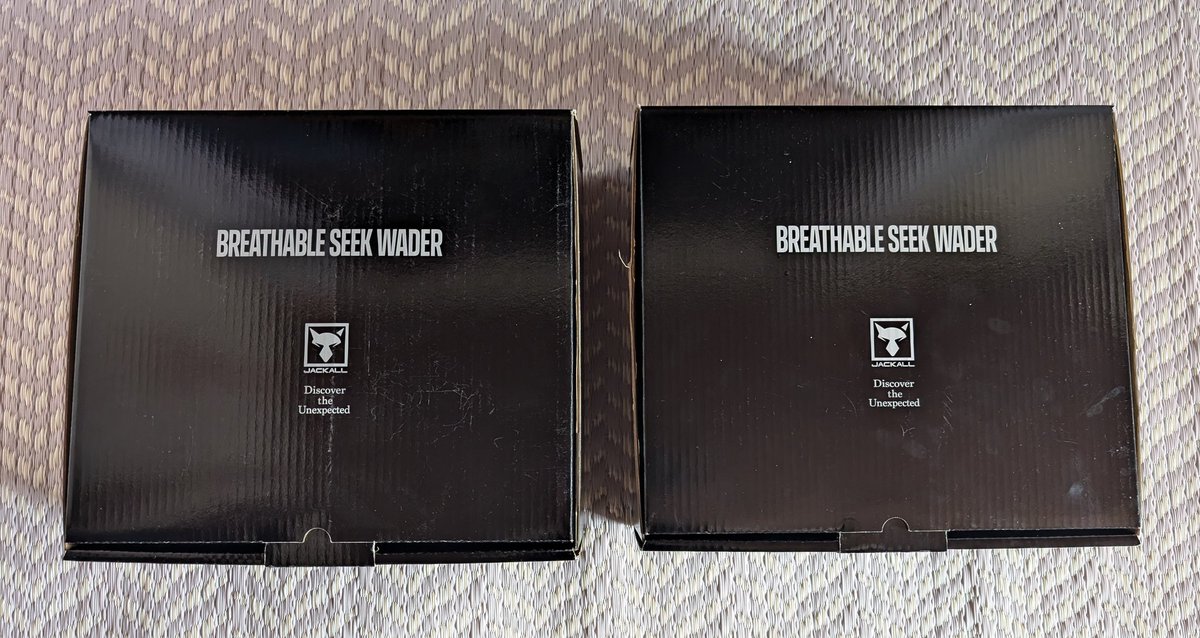 BREATHABLE SEEK WADER
JACKALL
Discover
the
Unexpected
BREATHABLE SEEK WADER
JACKALL
Discover
the
Unexpected